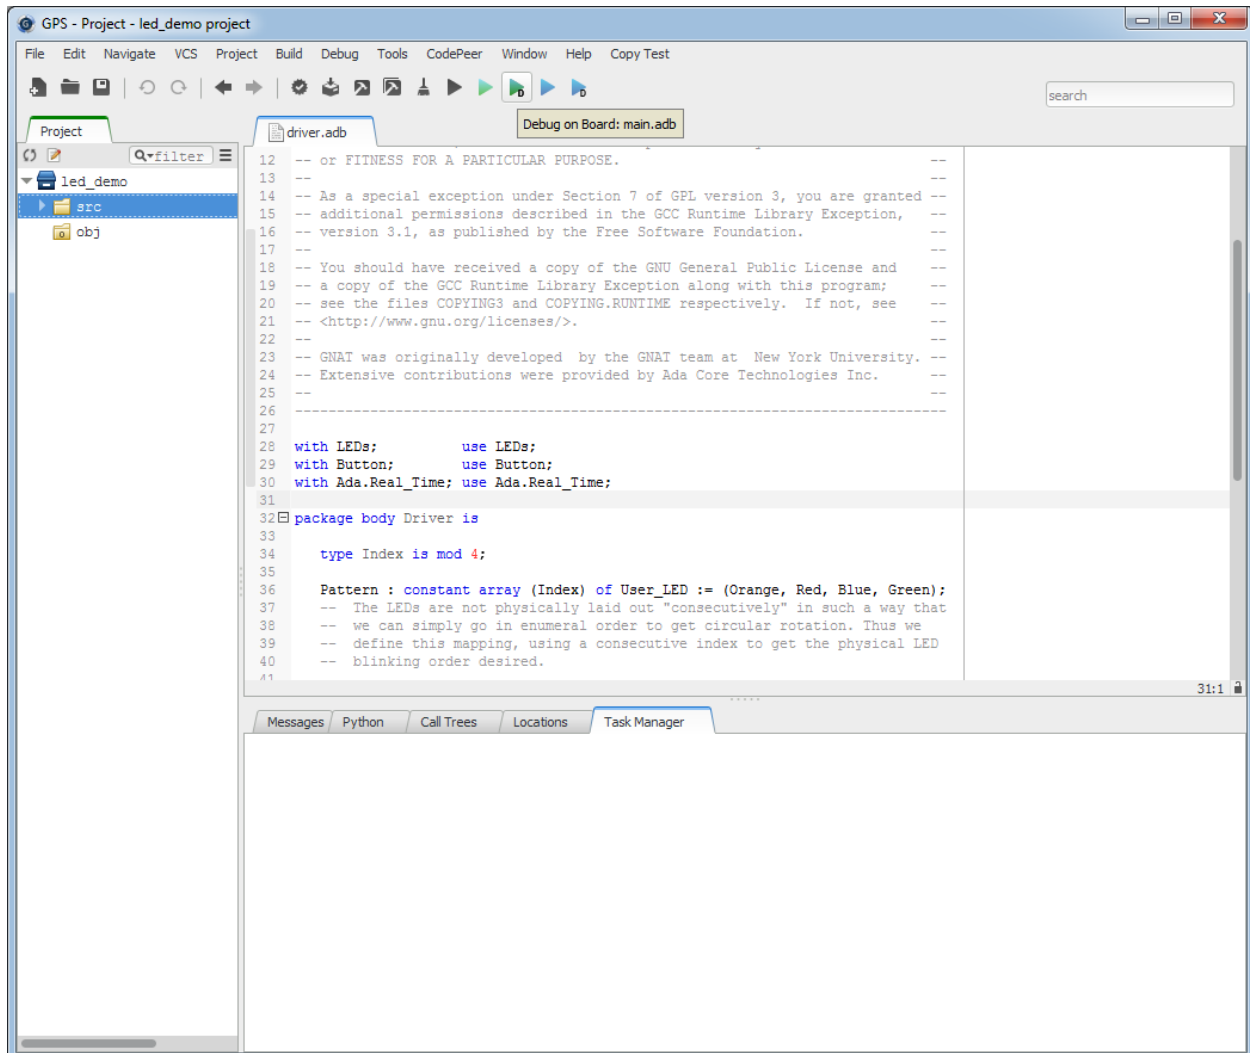 GPS - Project - led_demo project
File Edit Navigate VCS Project Build Debug Tools CodePeer Window Help Copy Test
search
Debug on Board: main.adb
Project
filter
led_demo
src
obj
driver.adb
12 -- or FITNESS FOR A PARTICULAR PURPOSE. --
13 -- --
14 -- As a special exception under Section 7 of GPL version 3, you are granted --
15 -- additional permissions described in the GCC Runtime Library Exception, --
16 -- version 3.1, as published by the Free Software Foundation. --
17 -- --
18 -- You should have received a copy of the GNU General Public License and --
19 -- a copy of the GCC Runtime Library Exception along with this program; --
20 -- see the files COPYING3 and COPYING.RUNTIME respectively.  If not, see --
21 -- <http://www.gnu.org/licenses/>. --
22 -- --
23 -- GNAT was originally developed  by the GNAT team at  New York University. --
24 -- Extensive contributions were provided by Ada Core Technologies Inc. --
25 -- --
26 ------------------------------------------------------------------------------
27
28 with LEDs;          use LEDs;
29 with Button;        use Button;
30 with Ada.Real_Time; use Ada.Real_Time;
31
32 package body Driver is
33
34    type Index is mod 4;
35
36    Pattern : constant array (Index) of User_LED := (Orange, Red, Blue, Green);
37    --  The LEDs are not physically laid out "consecutively" in such a way that
38    --  we can simply go in enumeral order to get circular rotation. Thus we
39    --  define this mapping, using a consecutive index to get the physical LED
40    --  blinking order desired.
41
31:1
Messages Python Call Trees Locations Task Manager